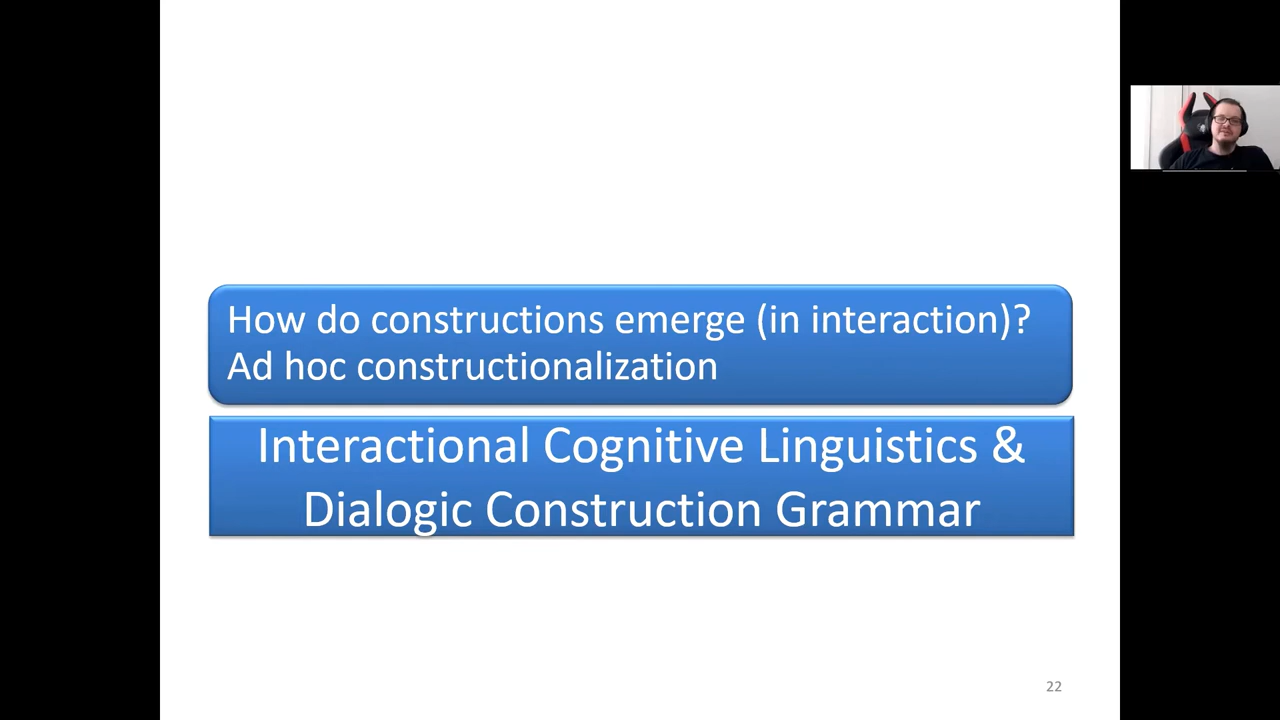 How do constructions emerge (in interaction)?
Ad hoc constructionalization
Interactional Cognitive Linguistics &
Dialogic Construction Grammar
22